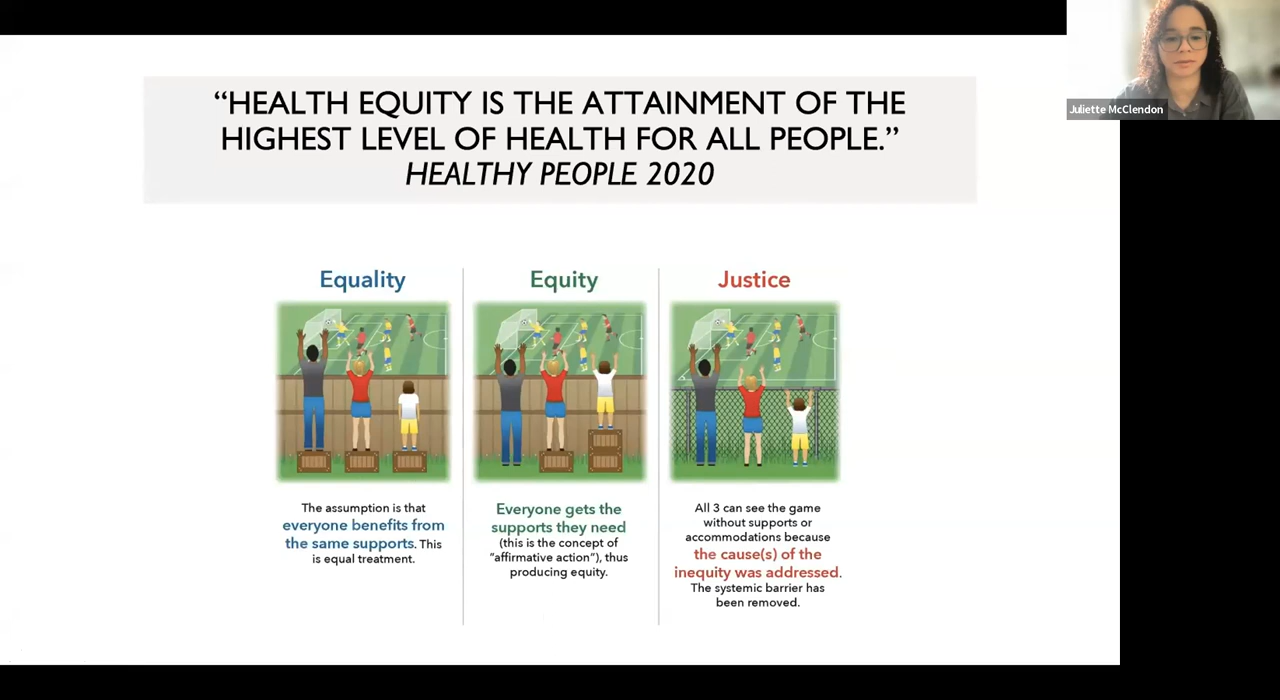 “HEALTH EQUITY IS THE ATTAINMENT OF THE
HIGHEST LEVEL OF HEALTH FOR ALL PEOPLE.”
HEALTHY PEOPLE 2020
Juliette McClendon
Equality
The assumption is that
everyone benefits from
the same supports. This
is equal treatment.
Equity
Everyone gets the
supports they need
(this is the concept of
“affirmative action”), thus
producing equity.
Justice
All 3 can see the game
without supports or
accommodations because
the cause(s) of the
inequity was addressed.
The systemic barrier has
been removed.